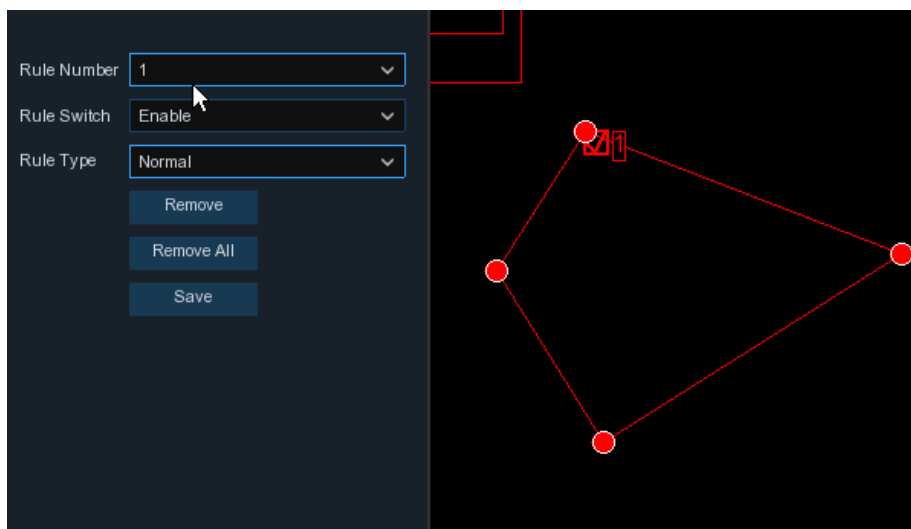 Rule Number 1
Rule Switch Enable
Rule Type Normal
Remove
Remove All
Save
1